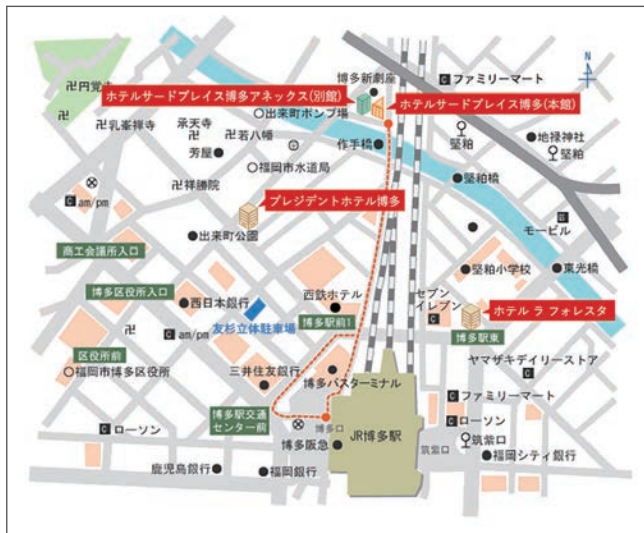 博多新劇座
ファミリーマート
N
円覚寺
ホテルサードプレイス博多アネックス(別館)
ホテルサードプレイス博多(本館)
出来町ポンプ場
乳峯禅寺
承天寺
若八幡
作手橋
堅粕
地禄神社
堅粕
芳屋
福岡市水道局
堅粕橋
祥勝院
am/pm
プレジデントホテル博多
モービル
出来町公園
商工会議所入口
堅粕小学校
東光橋
博多区役所入口
西日本銀行
西鉄ホテル
セブン
イレブン
ホテル ラ フォレスタ
友杉立体駐車場
博多駅前1
博多駅東
am/pm
区役所前
三井住友銀行
ヤマザキデイリーストア
福岡市博多区役所
博多バスターミナル
ファミリーマート
博多駅交通
センター前
博多口
ローソン
ローソン
JR博多駅
筑紫口
筑紫口
博多阪急
鹿児島銀行
福岡銀行
福岡シティ銀行